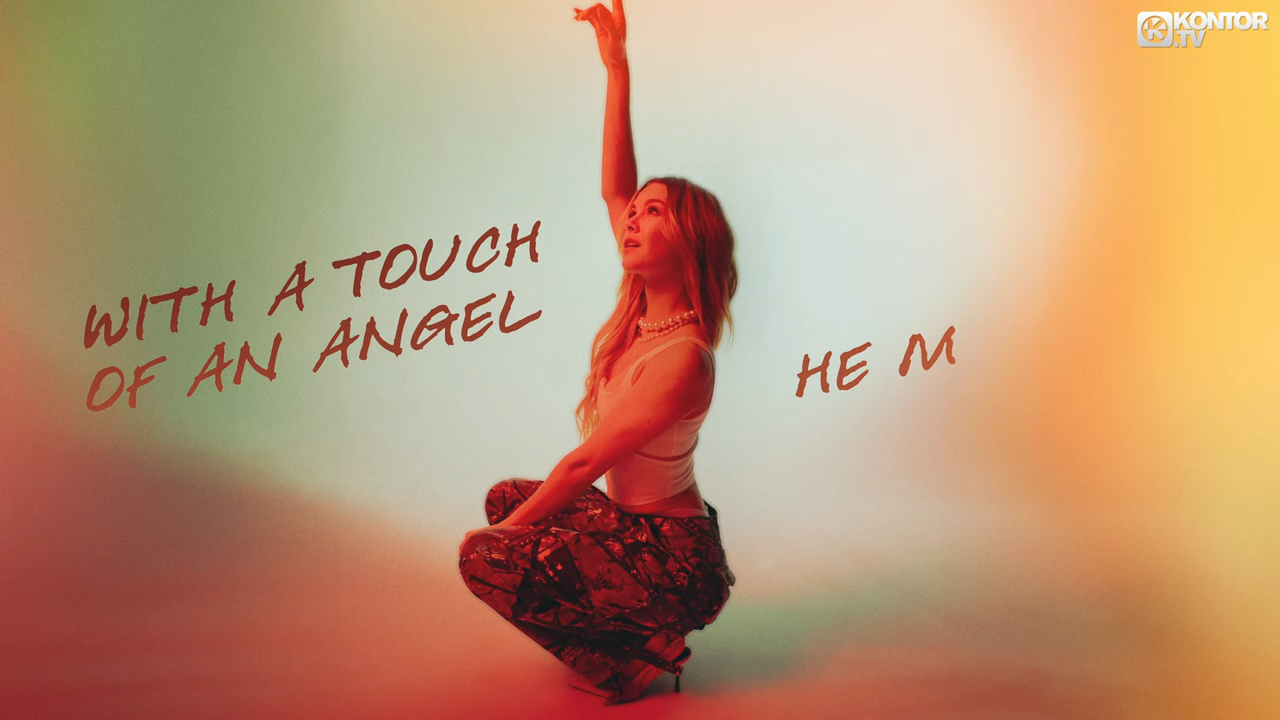 WITH A TOUCH
OF AN ANGEL
HE M
KONTOR
.TV